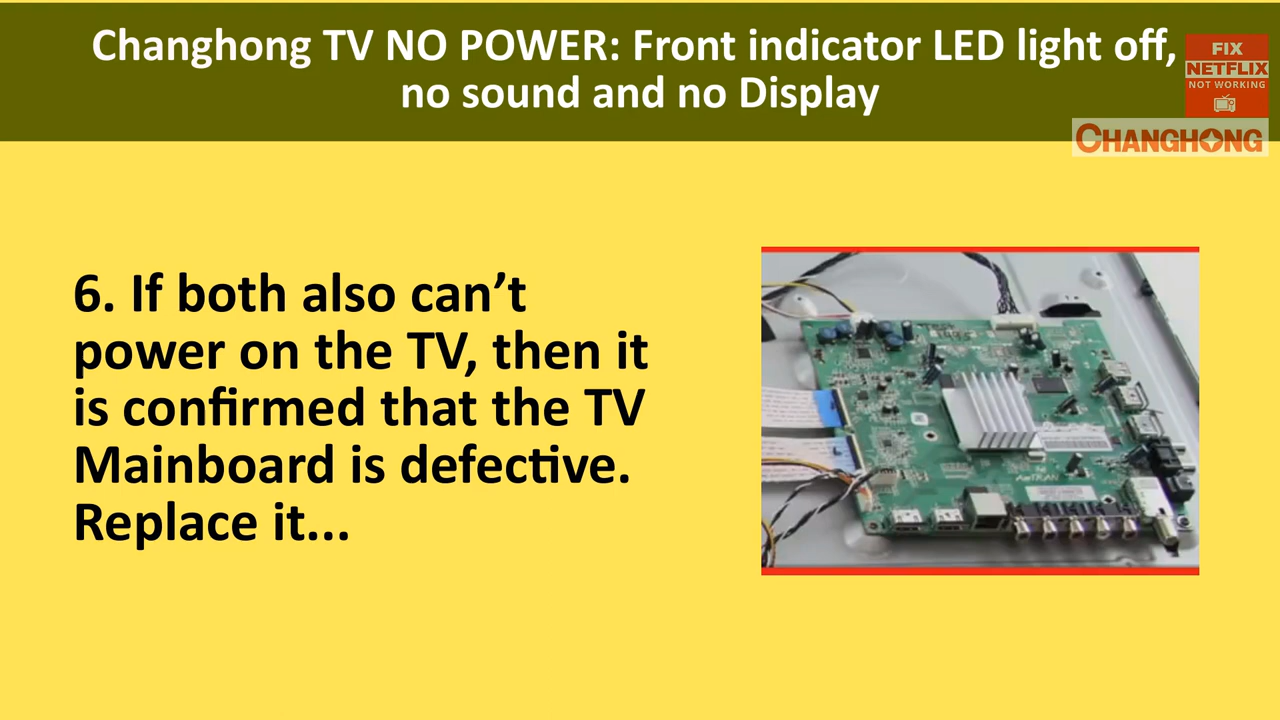 Changhong TV NO POWER: Front indicator LED light off,
no sound and no Display
FIX
NETFLIX
NOT WORKING
CHANGHONG
6. If both also can’t
power on the TV, then it
is confirmed that the TV
Mainboard is defective.
Replace it...
AmTRAN